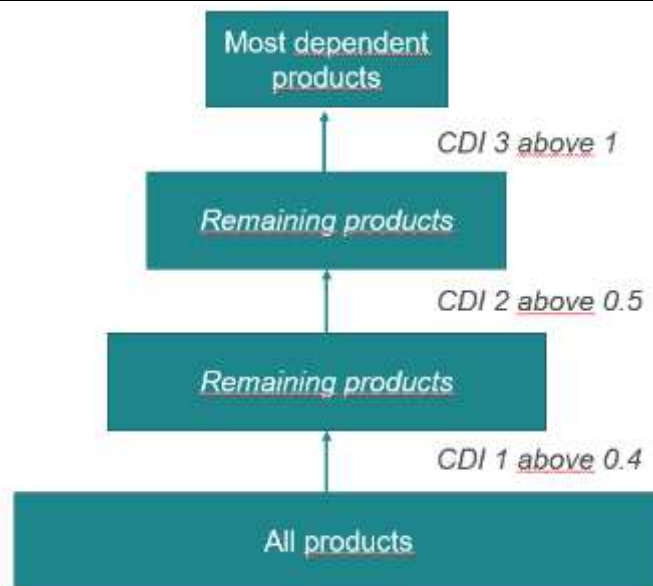 Most dependent
products
CDI 3 above 1
Remaining products
CDI 2 above 0.5
Remaining products
CDI 1 above 0.4
All products